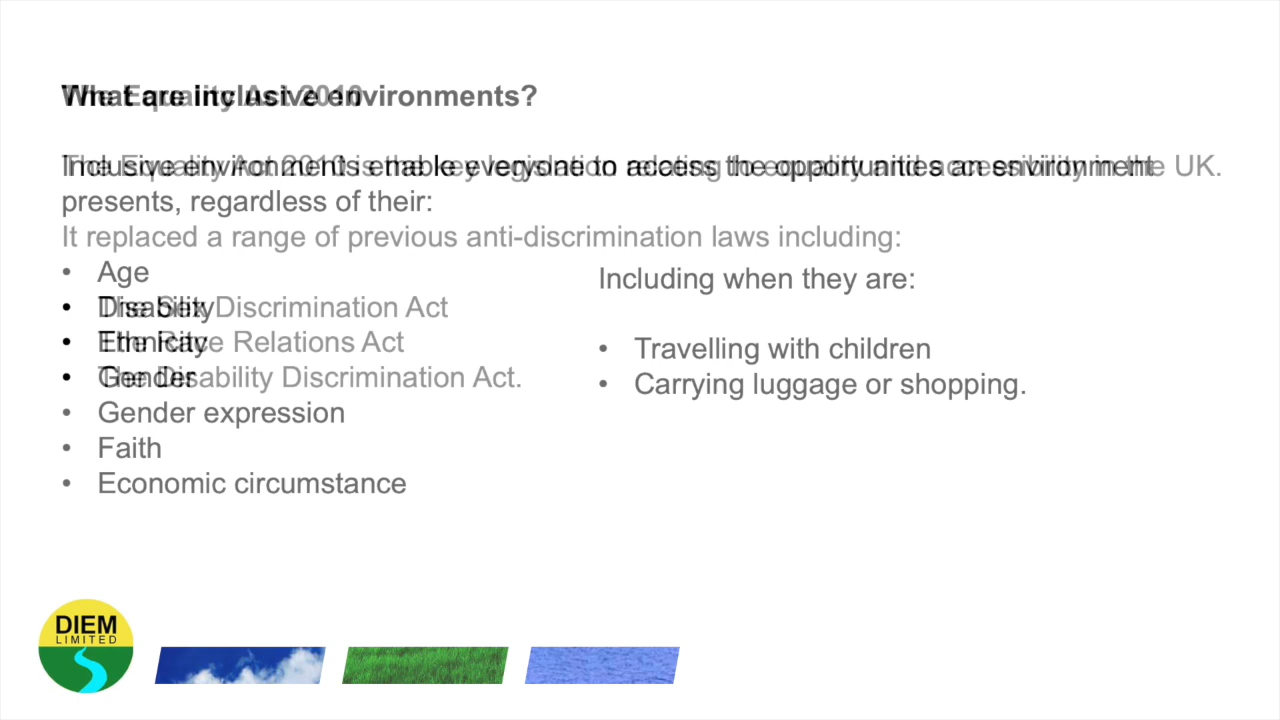 What are inclusive environments?
The Equality Act 2010
Inclusive environments enable everyone to access the opportunities an environment
The Equality Act 2010 is the key legislation relating to equality and accessibility in the UK.
presents, regardless of their:
It replaced a range of previous anti-discrimination laws including:
• Age
• Disability
The Sex Discrimination Act
• Ethnicity
The Race Relations Act
• Gender
The Disability Discrimination Act.
• Gender expression
• Faith
• Economic circumstance
Including when they are:
• Travelling with children
• Carrying luggage or shopping.
DIEM
LIMITED